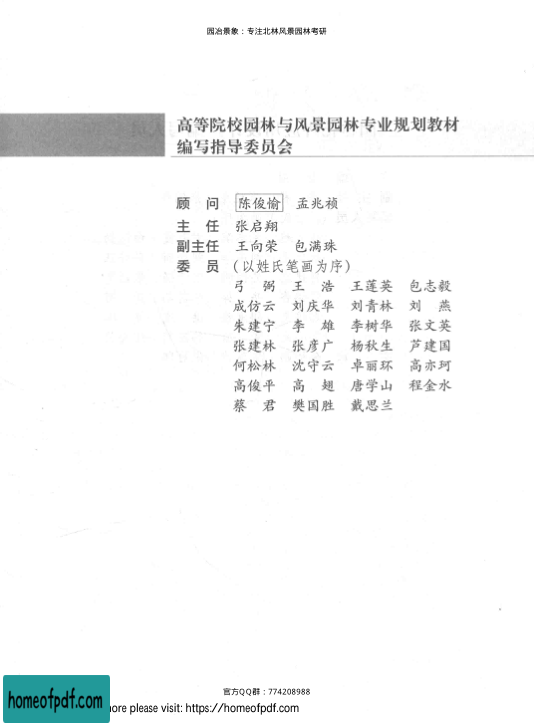 园冶景象：专注北林风景园林考研
高等院校园林与风景园林专业规划教材
编写指导委员会
顾 问 陈俊愉 孟兆祯
主 任 张启翔
副主任 王向荣 包满珠
委 员 （以姓氏笔画为序）
弓 弼 王 浩 王莲英 包志毅
成仿云 刘庆华 刘青林 刘 燕
朱建宁 李 雄 李树华 张文英
张建林 张彦广 杨秋生 芦建国
何松林 沈守云 卓丽环 高亦珂
高俊平 高 翅 唐学山 程金水
蔡 君 樊国胜 戴思兰
官方QQ群：774208988
homeofpdf.com
ore please visit: https://homeofpdf.com